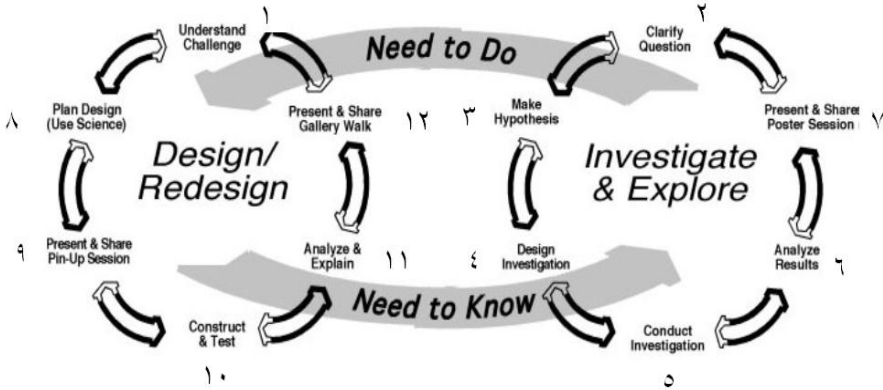 ١
Understand
Challenge
Need to Do
٢
Clarify
Question
٨
Plan Design
(Use Science)
Present & Share
Gallery Walk
١٢
٣
Make
Hypothesis
Present & Share
Poster Session
٧
Design/
Redesign
Investigate
& Explore
٩
Present & Share
Pin-Up Session
Analyze &
Explain
١١
٤
Design
Investigation
Analyze
Results
٦
Need to Know
Construct
& Test
١٠
Conduct
Investigation
٥